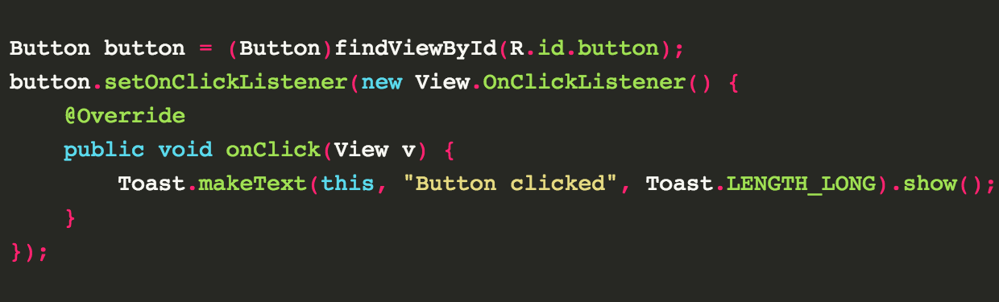 Button button = (Button)findViewById(R.id.button);
button.setOnClickListener(new View.OnClickListener() {
    @Override
    public void onClick(View v) {
        Toast.makeText(this, "Button clicked", Toast.LENGTH_LONG).show();
    }
});